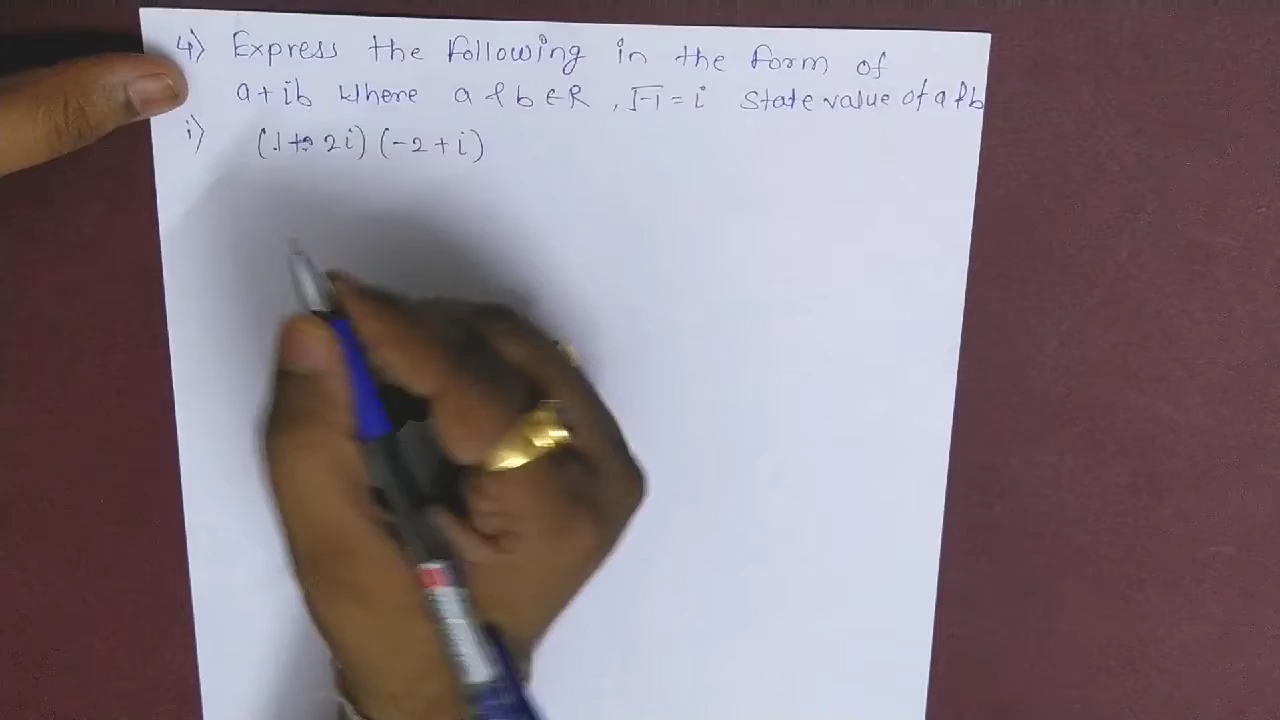 4) Express the following in the form of
a+ib Where a & b ∈ R, √-1 = i State value of a & b
i) (1+2i)(-2+i)